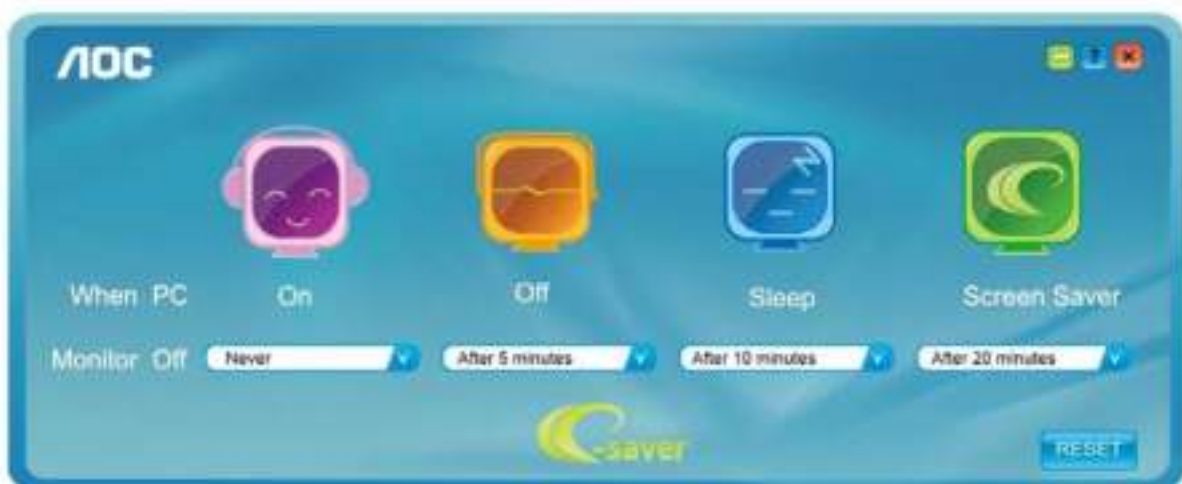 AOC
When PC On Off Sleep Screen Saver
Monitor Off Never After 5 minutes After 10 minutes After 20 minutes
e-saver
RESET